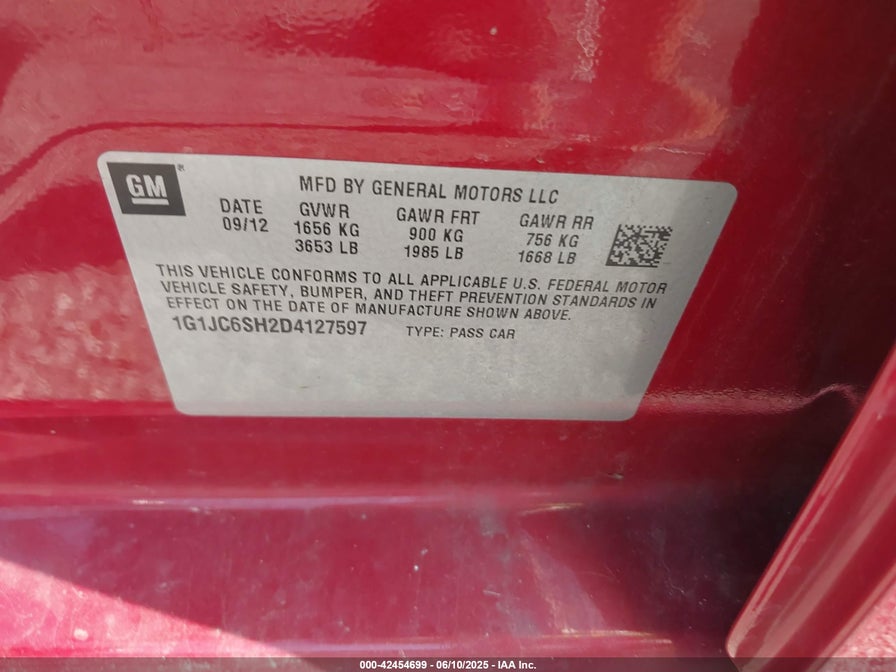 GM®
MFD BY GENERAL MOTORS LLC
DATE GVWR GAWR FRT GAWR RR
09/12 1656 KG 900 KG 756 KG
3653 LB 1985 LB 1668 LB
THIS VEHICLE CONFORMS TO ALL APPLICABLE U.S. FEDERAL MOTOR
VEHICLE SAFETY, BUMPER, AND THEFT PREVENTION STANDARDS IN
EFFECT ON THE DATE OF MANUFACTURE SHOWN ABOVE.
1G1JC6SH2D4127597 TYPE: PASS CAR
000-42454699 - 06/10/2025 - IAA Inc.